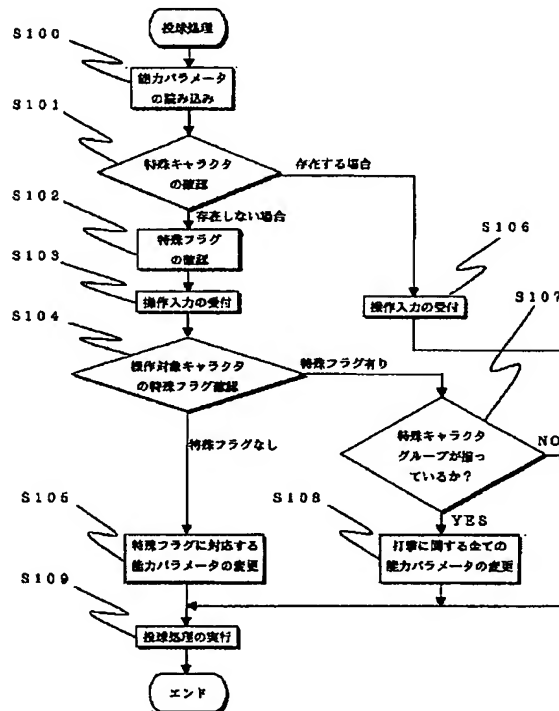 投球処理
S100
能力パラメータ
の読み込み
S101
特殊キャラクタ
の確認
存在する場合
存在しない場合
S102
特殊フラグ
の確認
S103
操作入力の受付
S106
操作入力の受付
S104
操作対象キャラクタ
の特殊フラグ確認
特殊フラグ有り
特殊フラグなし
S107
特殊キャラクタ
グループが揃っ
ているか?
NO
YES
S105
特殊フラグに対応する
能力パラメータの変更
S108
打撃に関する全ての
能力パラメータの変更
S109
投球処理の実行
エンド